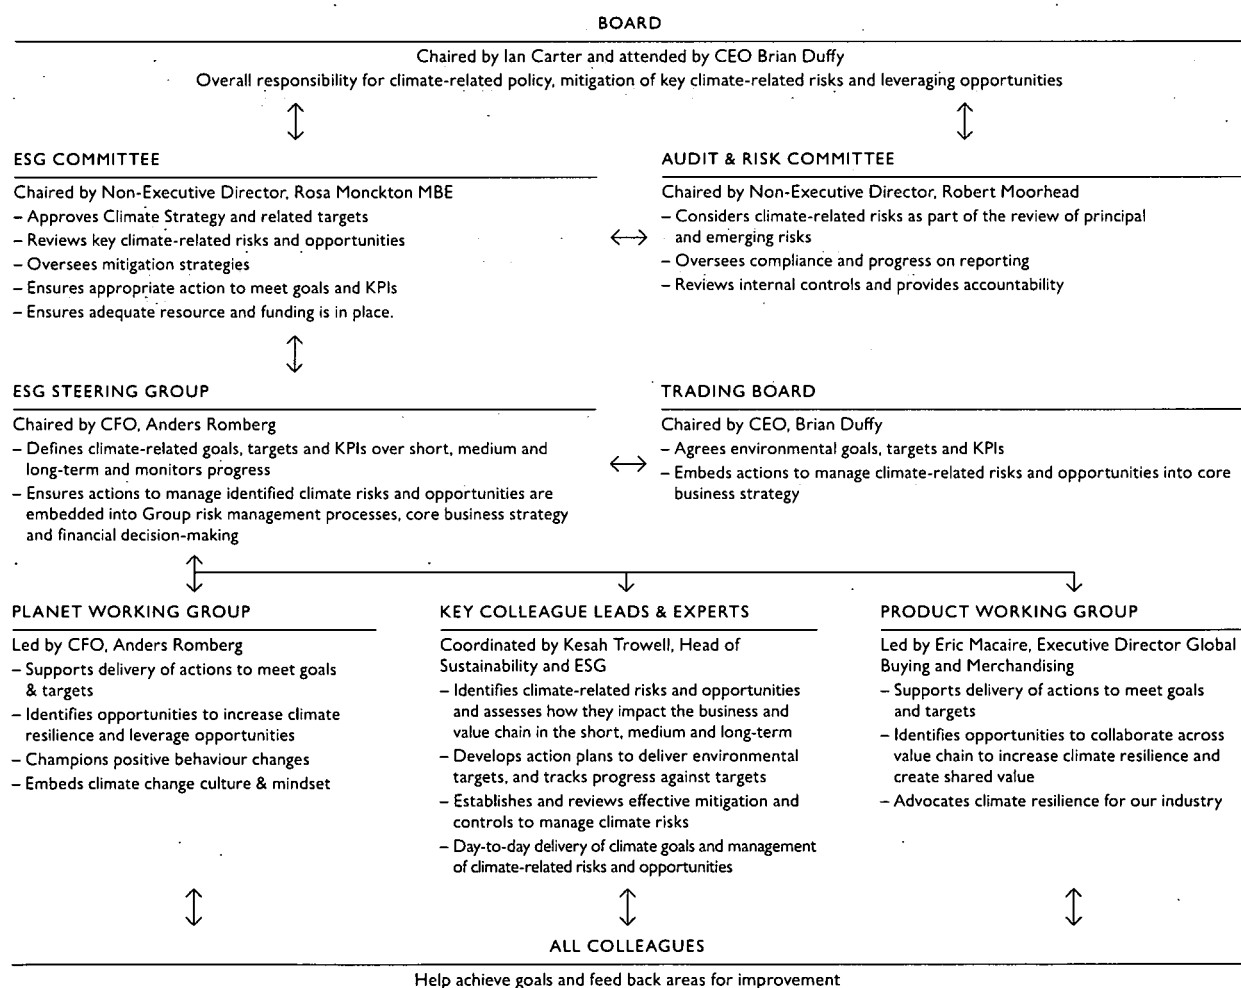 BOARD
Chaired by Ian Carter and attended by CEO Brian Duffy
Overall responsibility for climate-related policy, mitigation of key climate-related risks and leveraging opportunities
ESG COMMITTEE
Chaired by Non-Executive Director, Rosa Monckton MBE
– Approves Climate Strategy and related targets
– Reviews key climate-related risks and opportunities
– Oversees mitigation strategies
– Ensures appropriate action to meet goals and KPIs
– Ensures adequate resource and funding is in place.
AUDIT & RISK COMMITTEE
Chaired by Non-Executive Director, Robert Moorhead
– Considers climate-related risks as part of the review of principal
and emerging risks
– Oversees compliance and progress on reporting
– Reviews internal controls and provides accountability
ESG STEERING GROUP
Chaired by CFO, Anders Romberg
– Defines climate-related goals, targets and KPIs over short, medium and
long-term and monitors progress
– Ensures actions to manage identified climate risks and opportunities are
embedded into Group risk management processes, core business strategy
and financial decision-making
TRADING BOARD
Chaired by CEO, Brian Duffy
– Agrees environmental goals, targets and KPIs
– Embeds actions to manage climate-related risks and opportunities into core
business strategy
PLANET WORKING GROUP
Led by CFO, Anders Romberg
– Supports delivery of actions to meet goals
& targets
– Identifies opportunities to increase climate
resilience and leverage opportunities
– Champions positive behaviour changes
– Embeds climate change culture & mindset
KEY COLLEAGUE LEADS & EXPERTS
Coordinated by Kesah Trowell, Head of
Sustainability and ESG
– Identifies climate-related risks and opportunities
and assesses how they impact the business and
value chain in the short, medium and long-term
– Develops action plans to deliver environmental
targets, and tracks progress against targets
– Establishes and reviews effective mitigation and
controls to manage climate risks
– Day-to-day delivery of climate goals and management
of climate-related risks and opportunities
PRODUCT WORKING GROUP
Led by Eric Macaire, Executive Director Global
Buying and Merchandising
– Supports delivery of actions to meet goals
and targets
– Identifies opportunities to collaborate across
value chain to increase climate resilience and
create shared value
– Advocates climate resilience for our industry
ALL COLLEAGUES
Help achieve goals and feed back areas for improvement